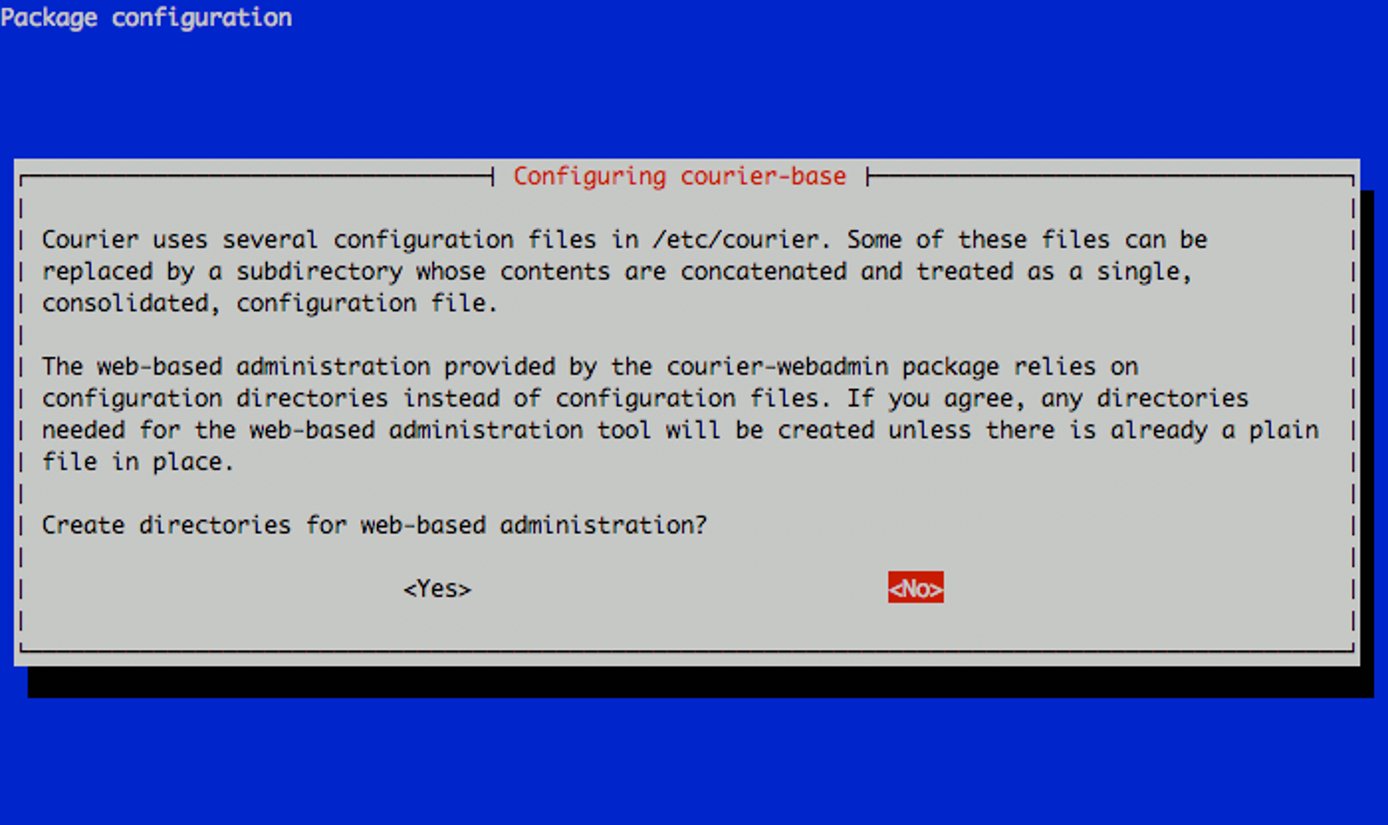 Package configuration
Configuring courier-base
Courier uses several configuration files in /etc/courier. Some of these files can be
replaced by a subdirectory whose contents are concatenated and treated as a single,
consolidated, configuration file.
The web-based administration provided by the courier-webadmin package relies on
configuration directories instead of configuration files. If you agree, any directories
needed for the web-based administration tool will be created unless there is already a plain
file in place.
Create directories for web-based administration?
<Yes> <No>